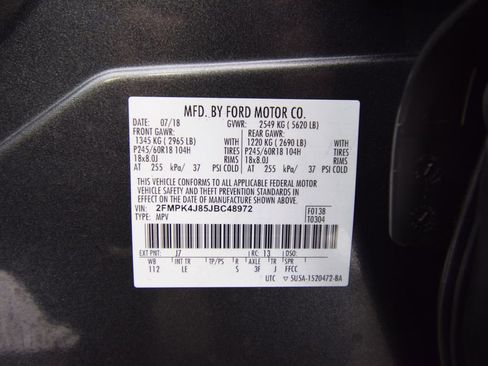 MFD. BY FORD MOTOR CO.
DATE: 07/18 GVWR: 2549 KG ( 5620 LB)
FRONT GAWR: REAR GAWR:
1345 KG ( 2965 LB) 1220 KG ( 2690 LB)
P245/60R18 104H TIRES P245/60R18 104H TIRES
18x8.0J RIMS 18x8.0J RIMS
AT 255 kPa/ 37 PSI COLD AT 255 kPa/ 37 PSI COLD
THIS VEHICLE CONFORMS TO ALL APPLICABLE FEDERAL MOTOR
VEHICLE SAFETY AND THEFT PREVENTION STANDARDS IN
EFFECT ON THE DATE OF MANUFACTURE SHOWN ABOVE.
VIN: 2FMPK4J85JBC48972 F0138
TYPE: MPV T0304
EXT PNT: J7 RC: 13 DSO:
WB INT TR TP/PS R AXLE TR SPR
112 LE S 3F J FFCC
UTC ▽ 5U5A-1520472-BA